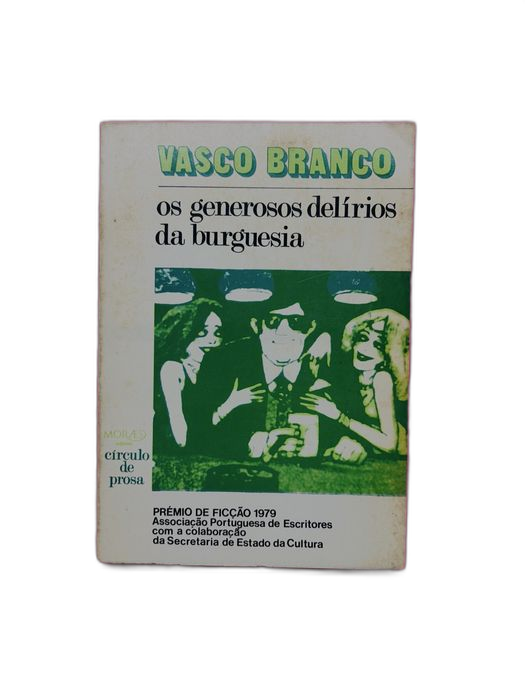 VASCO BRANCO
os generosos delírios
da burguesia
MORAES
editores
círculo
de
prosa
PRÉMIO DE FICÇÃO 1979
Associação Portuguesa de Escritores
com a colaboração
da Secretaria de Estado da Cultura